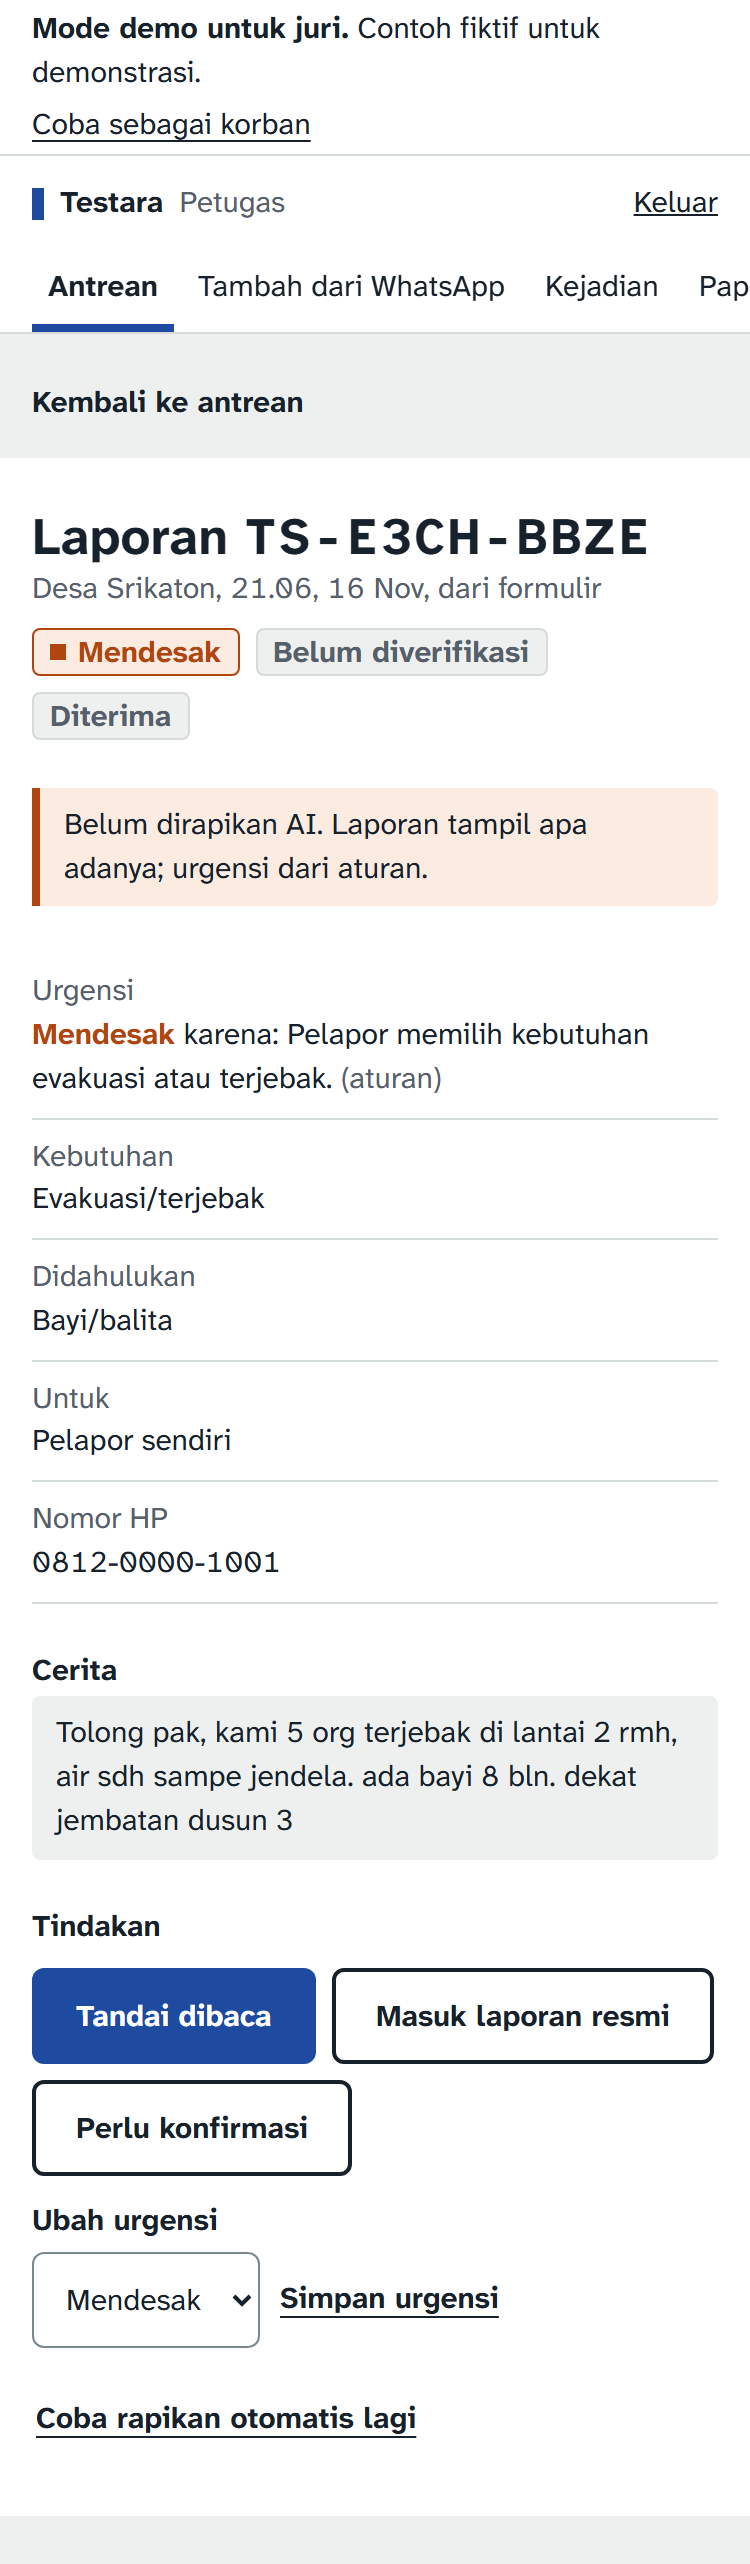 Mode demo untuk juri. Contoh fiktif untuk
demonstrasi.
Coba sebagai korban
Testara Petugas Keluar
Antrean Tambah dari WhatsApp Kejadian Pap
Kembali ke antrean
Laporan TS-E3CH-BBZE
Desa Srikaton, 21.06, 16 Nov, dari formulir
Mendesak Belum diverifikasi
Diterima
Belum dirapikan AI. Laporan tampil apa
adanya; urgensi dari aturan.
Urgensi
Mendesak karena: Pelapor memilih kebutuhan
evakuasi atau terjebak. (aturan)
Kebutuhan
Evakuasi/terjebak
Didahulukan
Bayi/balita
Untuk
Pelapor sendiri
Nomor HP
0812-0000-1001
Cerita
Tolong pak, kami 5 org terjebak di lantai 2 rmh,
air sdh sampe jendela. ada bayi 8 bln. dekat
jembatan dusun 3
Tindakan
Tandai dibaca Masuk laporan resmi
Perlu konfirmasi
Ubah urgensi
Mendesak Simpan urgensi
Coba rapikan otomatis lagi